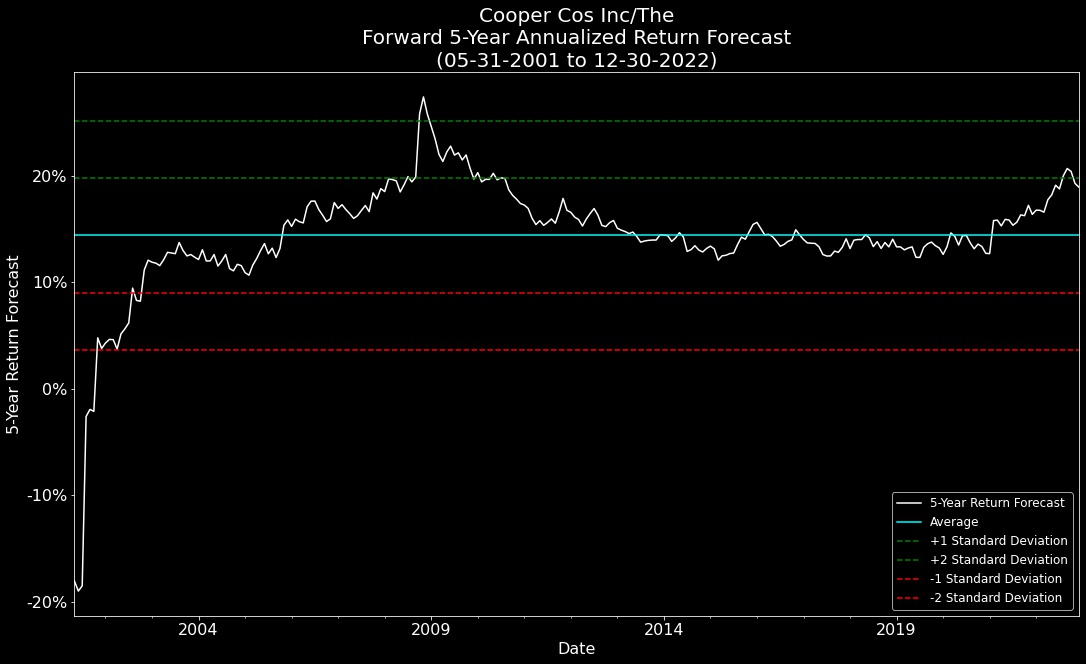 Cooper Cos Inc/The
Forward 5-Year Annualized Return Forecast
(05-31-2001 to 12-30-2022)
5-Year Return Forecast
20%
10%
0%
-10%
-20%
2004
2009
2014
2019
Date
5-Year Return Forecast
Average
+1 Standard Deviation
+2 Standard Deviation
-1 Standard Deviation
-2 Standard Deviation